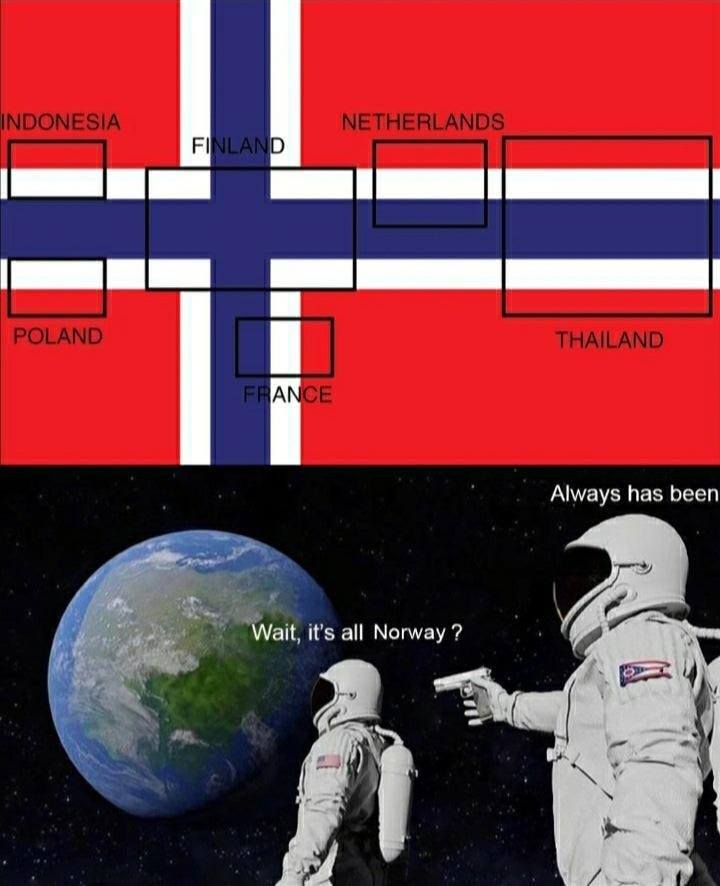 INDONESIA
NETHERLANDS
FINLAND
POLAND
THAILAND
FRANCE
Always has been
Wait, it's all Norway ?